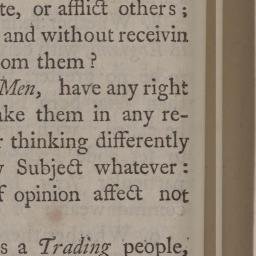 te, or afflict others;
and without receivin
om them?
Men, have any right
ake them in any re-
r thinking differently
y Subject whatever:
f opinion affect not
s a Trading people,